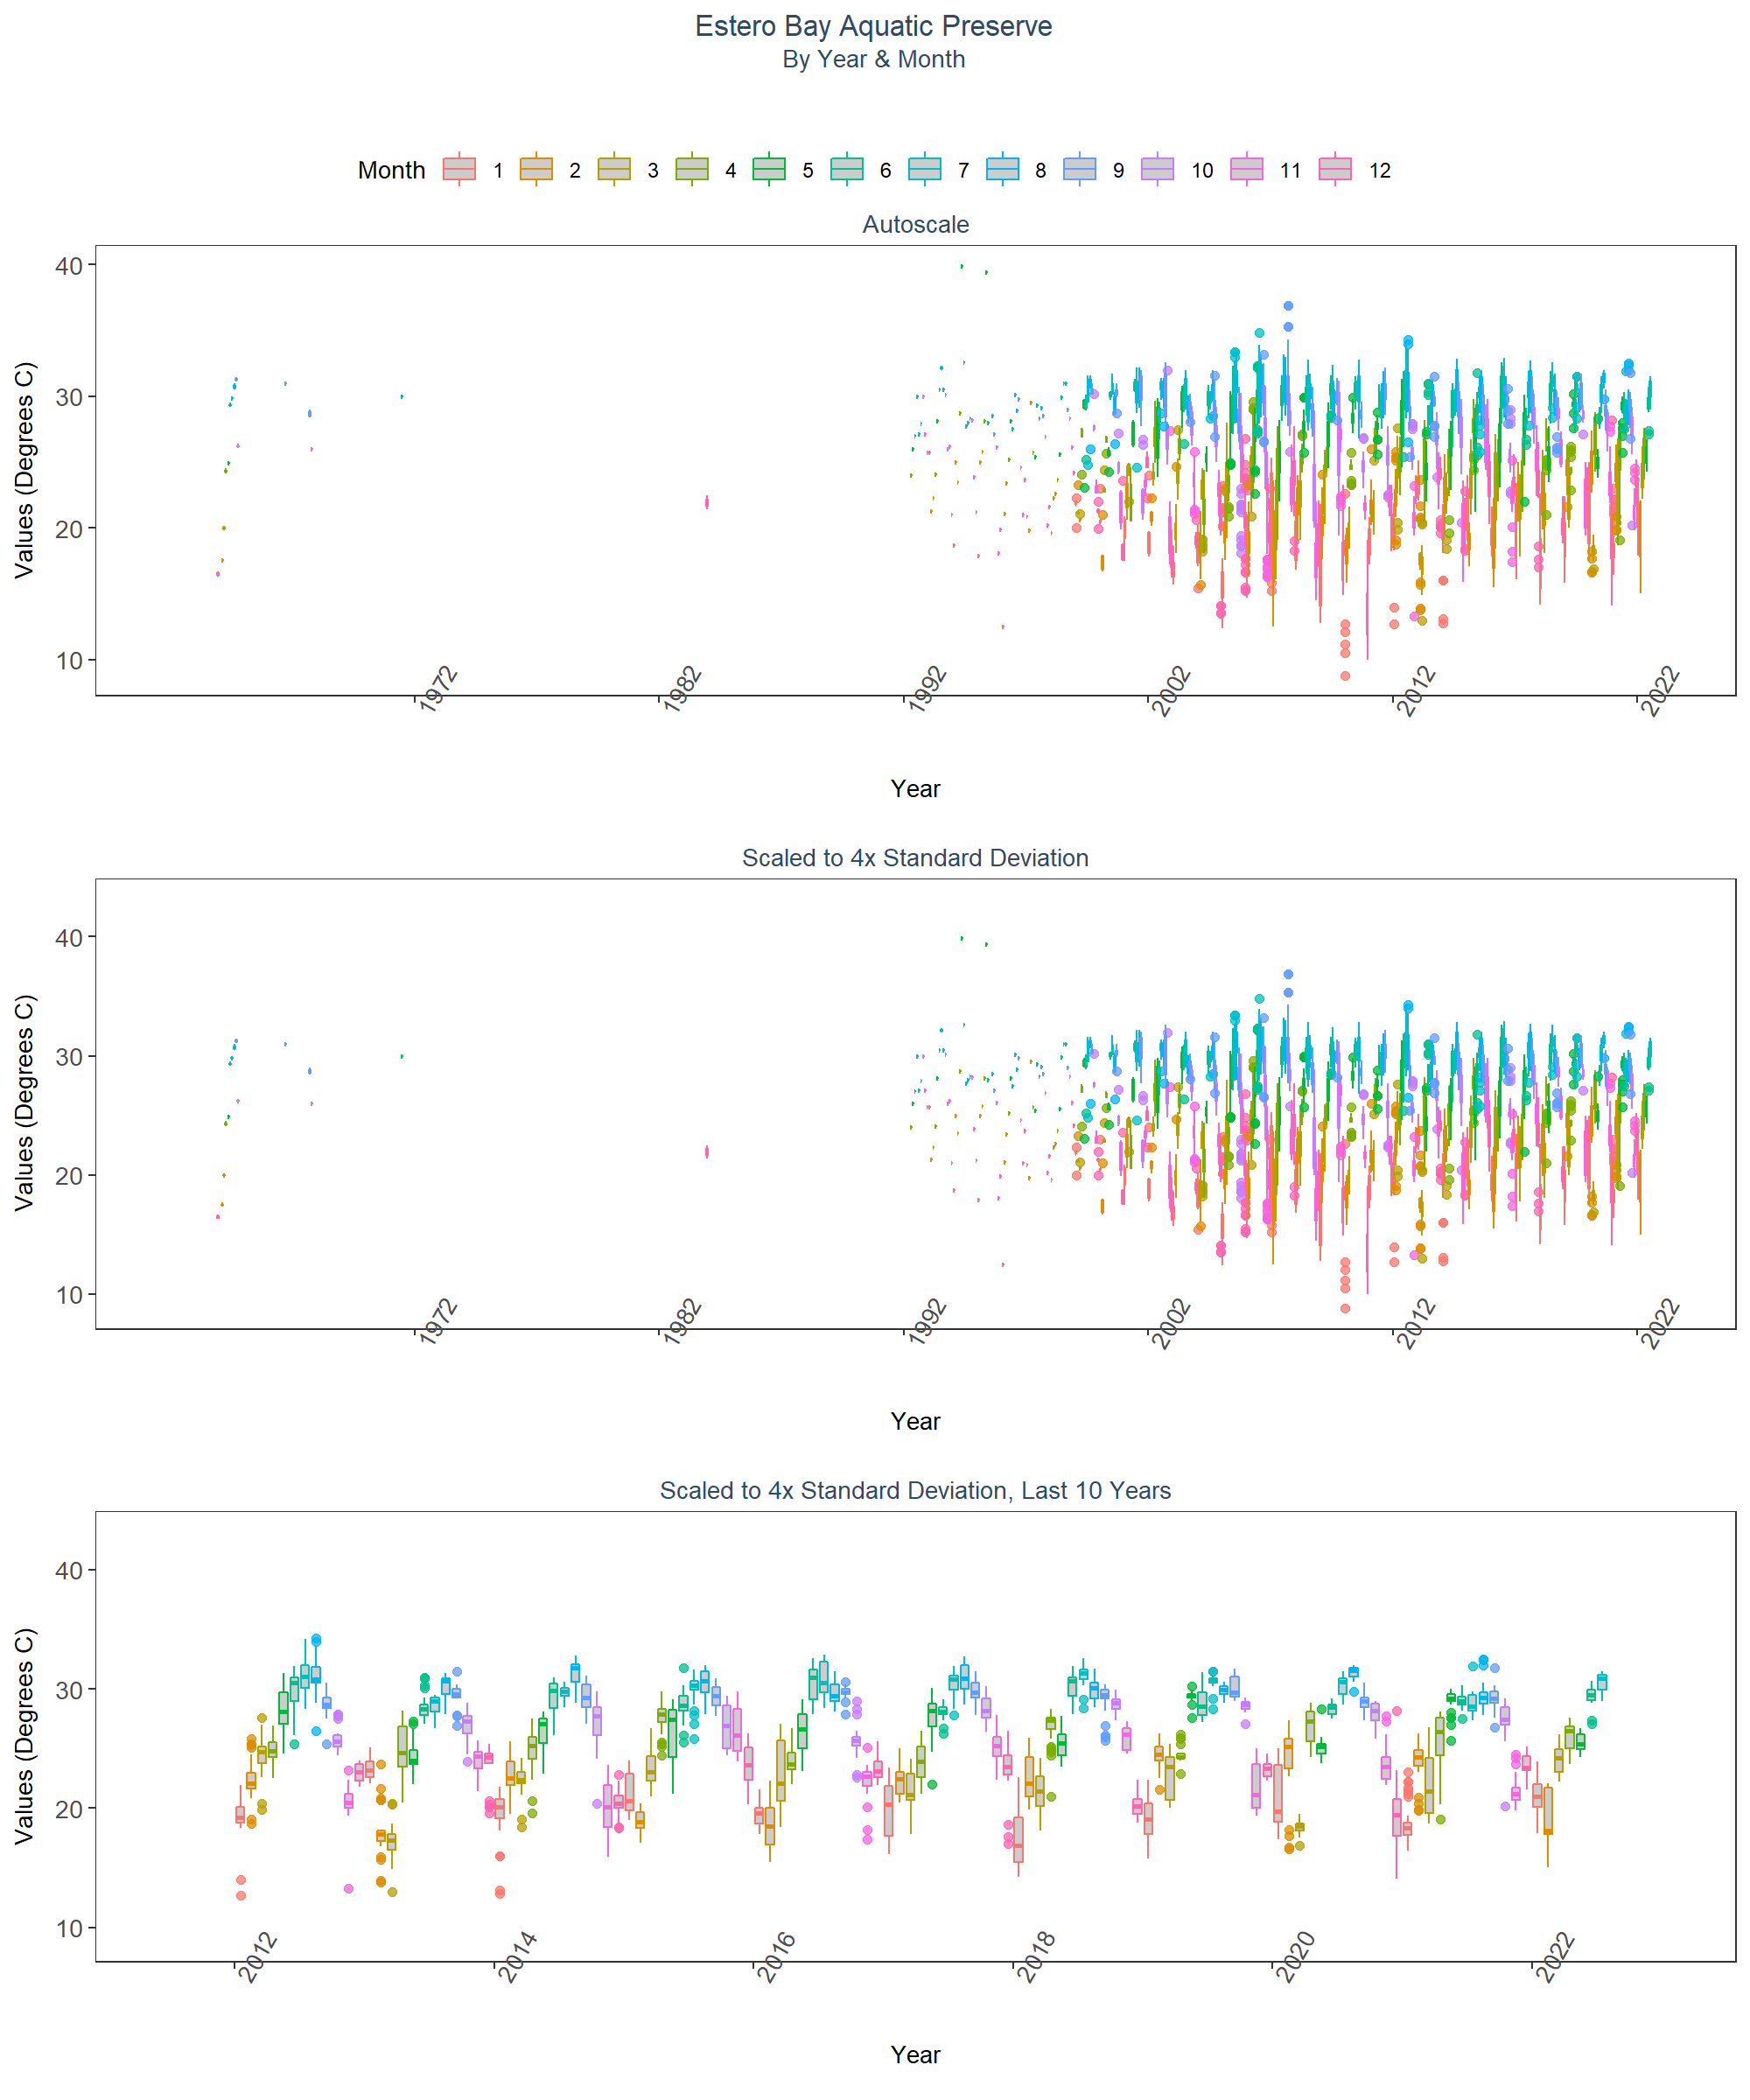 Estero Bay Aquatic Preserve
By Year & Month
Month 1 2 3 4 5 6 7 8 9 10 11 12
Autoscale
Values (Degrees C)
40
30
20
10
1972 1982 1992 2002 2012 2022
Year
Scaled to 4x Standard Deviation
Values (Degrees C)
40
30
20
10
1972 1982 1992 2002 2012 2022
Year
Scaled to 4x Standard Deviation, Last 10 Years
Values (Degrees C)
40
30
20
10
2012 2014 2016 2018 2020 2022
Year